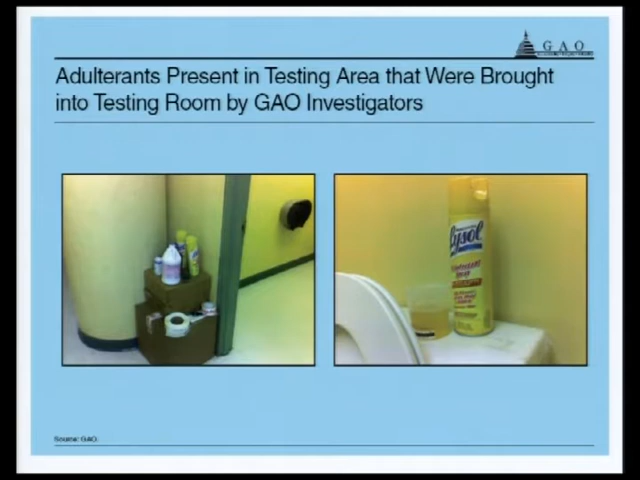 GAO
Adulterants Present in Testing Area that Were Brought
into Testing Room by GAO Investigators
Lysol
Source: GAO.